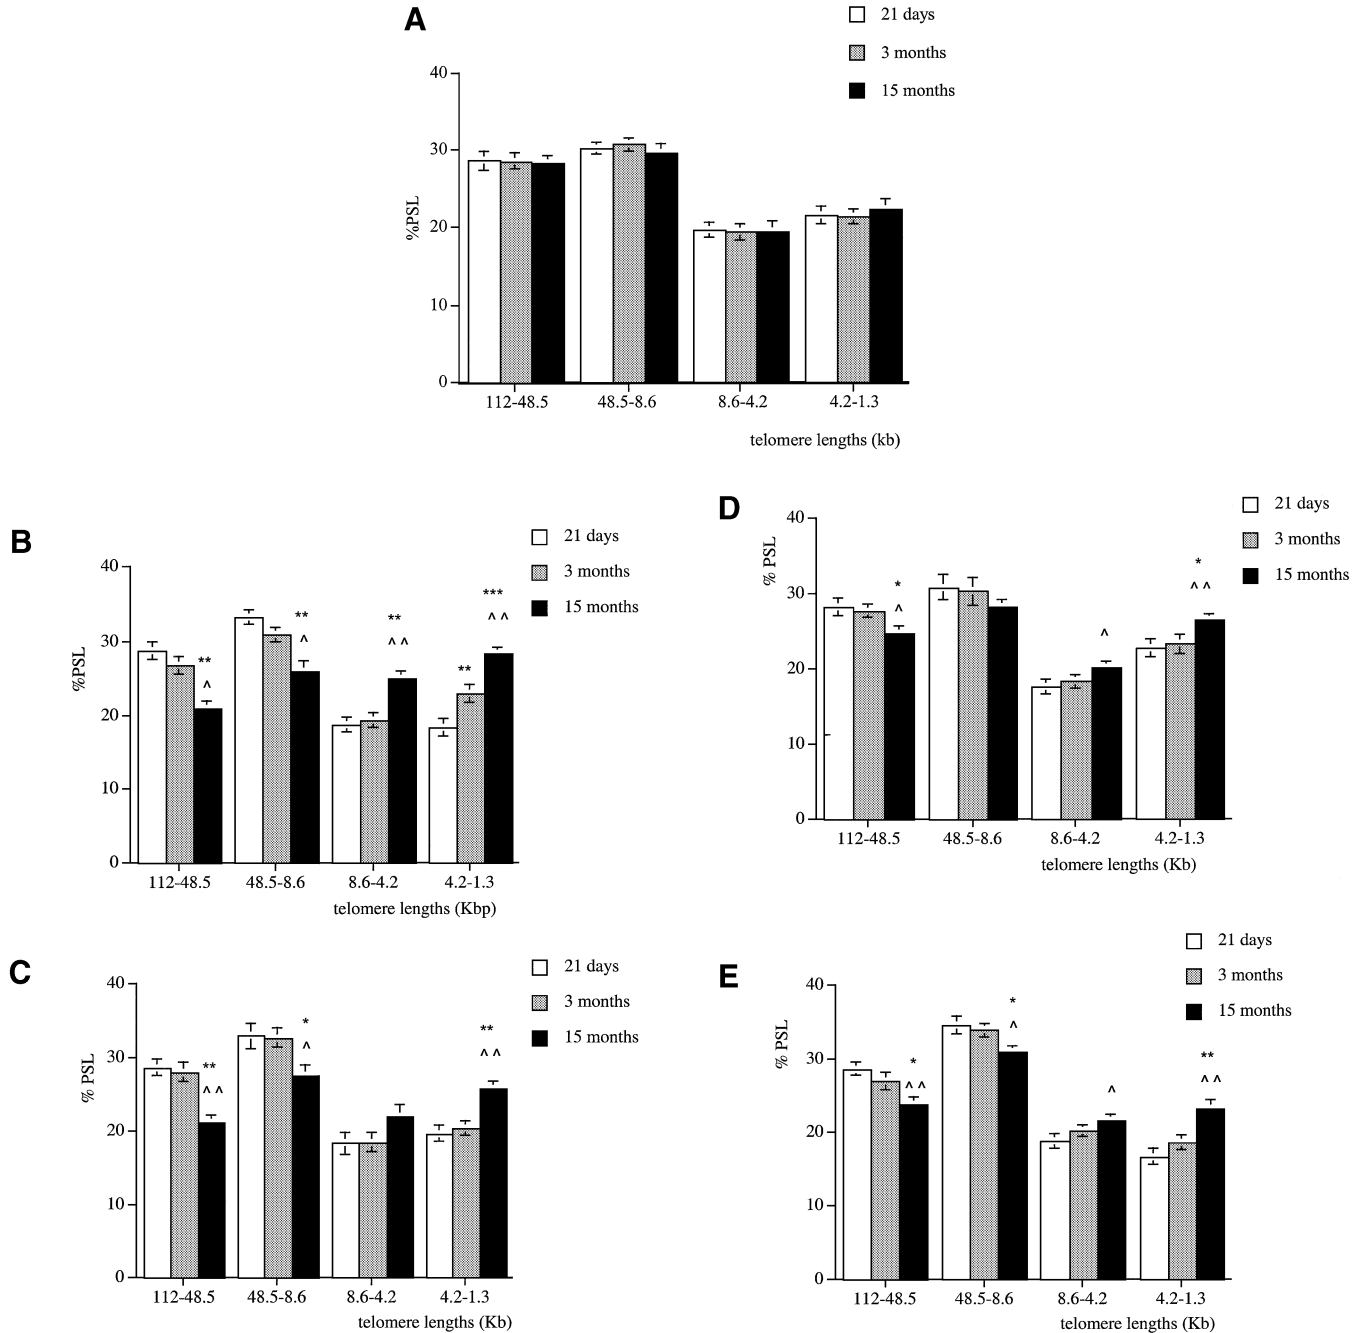 A
21 days
3 months
15 months
40
30
20
10
0
%PSL
112-48.5 48.5-8.6 8.6-4.2 4.2-1.3
telomere lengths (kb)
B
21 days
3 months
15 months
40
30
20
10
0
%PSL
** ^
** ^
** ^ ^
**
*** ^ ^
112-48.5 48.5-8.6 8.6-4.2 4.2-1.3
telomere lengths (Kbp)
D
21 days
3 months
15 months
40
30
20
10
0
% PSL
* ^
^
* ^ ^
112-48.5 48.5-8.6 8.6-4.2 4.2-1.3
telomere lengths (Kb)
C
21 days
3 months
15 months
40
30
20
10
0
% PSL
** ^ ^
* ^
** ^ ^
112-48.5 48.5-8.6 8.6-4.2 4.2-1.3
telomere lengths (Kb)
E
21 days
3 months
15 months
40
30
20
10
0
% PSL
* ^ ^
* ^
^
** ^ ^
112-48.5 48.5-8.6 8.6-4.2 4.2-1.3
telomere lengths (Kb)